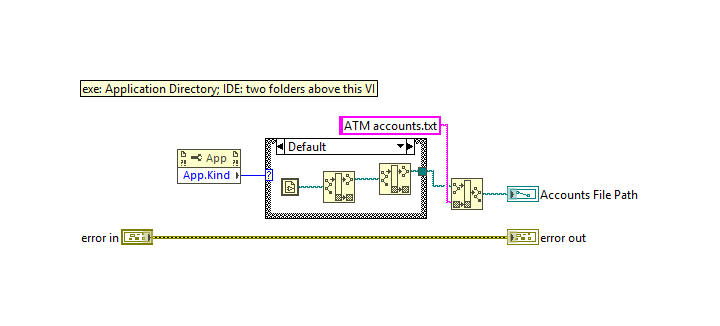 exe: Application Directory; IDE: two folders above this VI
ATM accounts.txt
Default
App
App.Kind
?
Accounts File Path
error in
error out